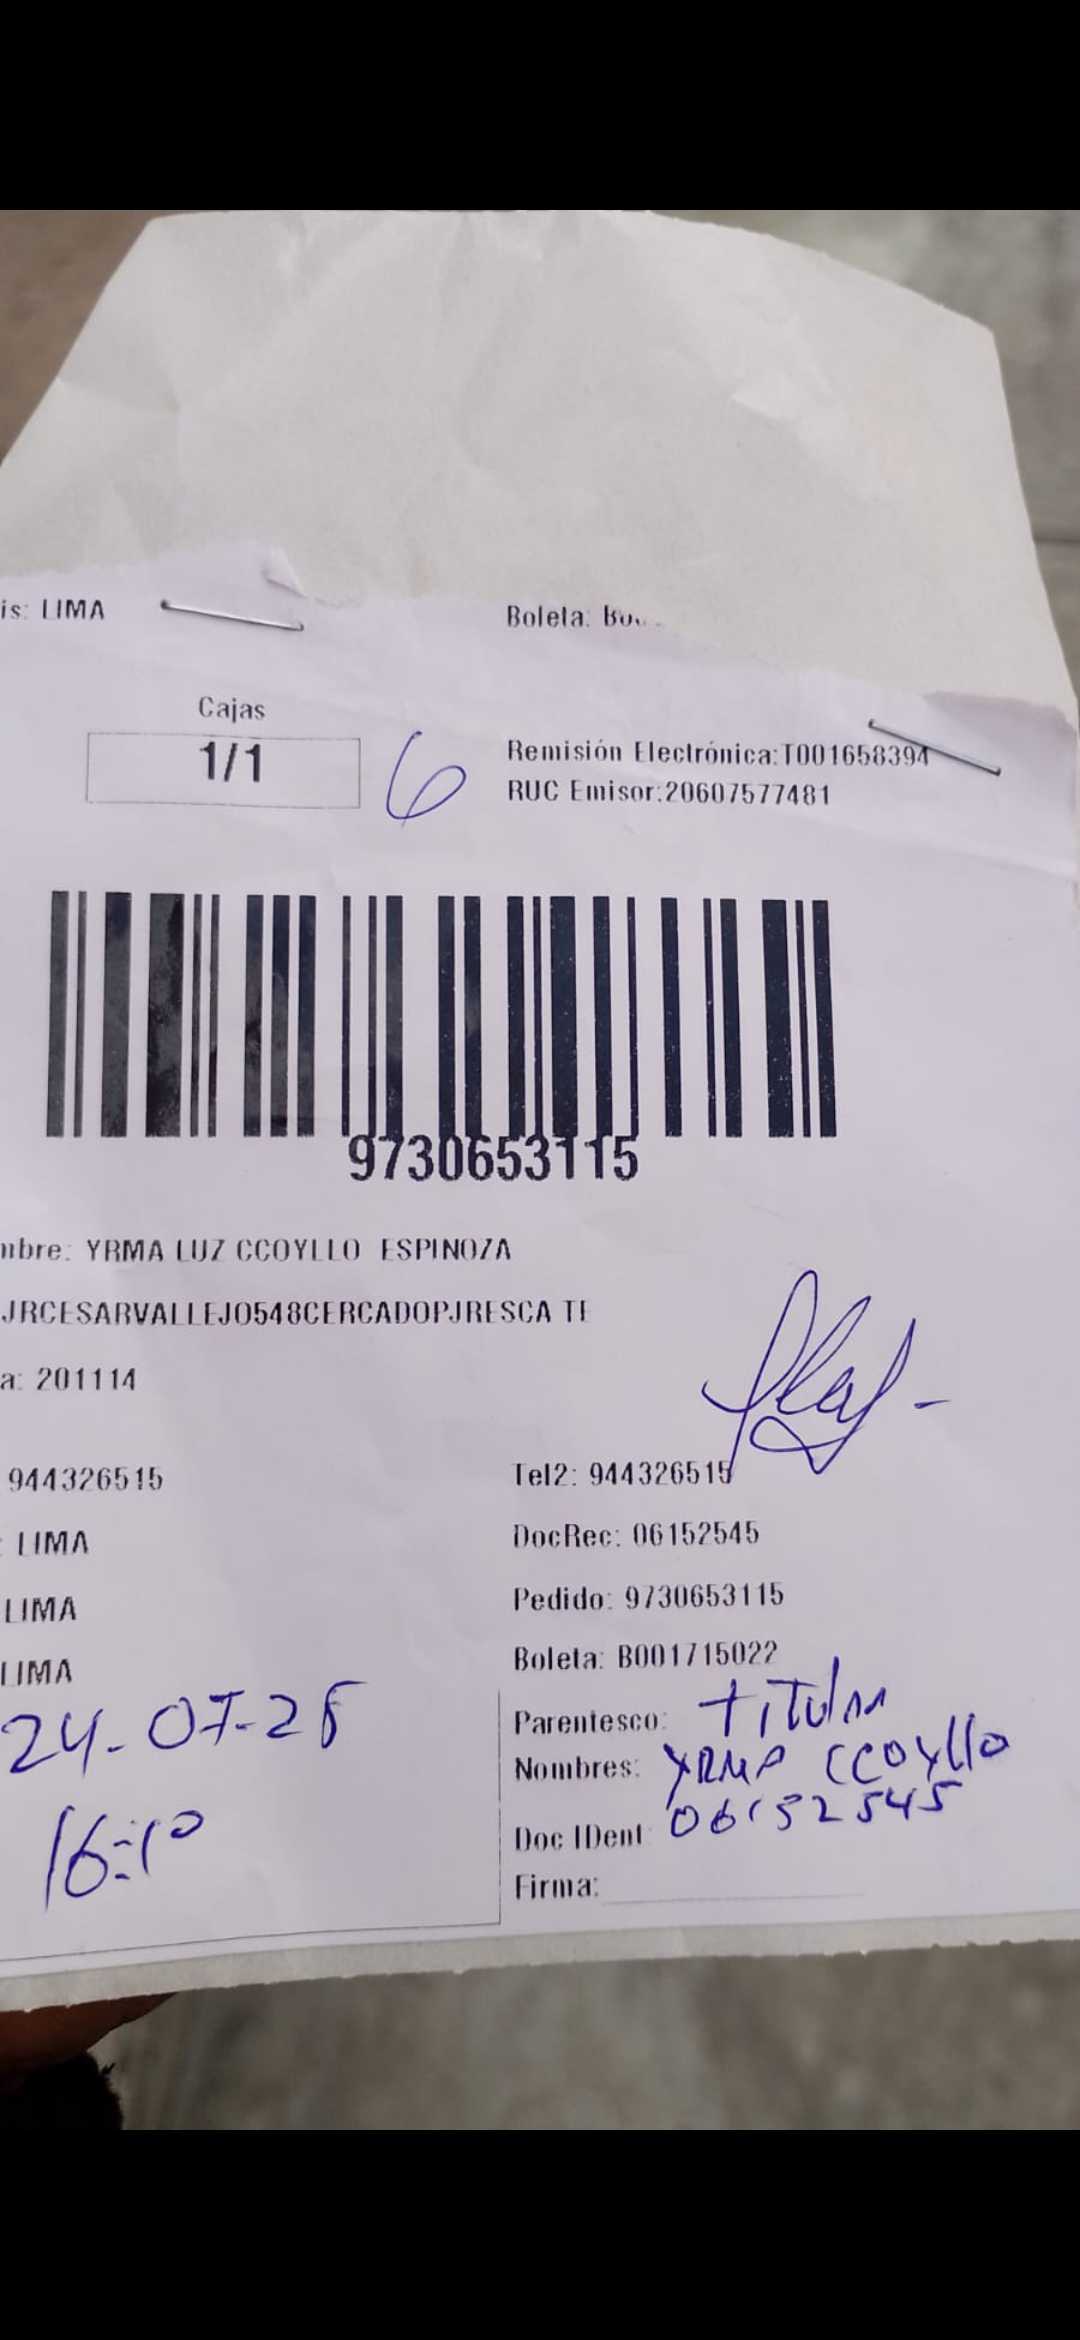 is: LIMA
Boleta:
Cajas
1/1
6
Remisión Electrónica:T001658394
RUC Emisor:20607577481
9730653115
mbre: YRMA LUZ CCOYLLO ESPINOZA
JRCESARVALLEJO548CERCADOPJRESCA TE
a: 201114
944326515
Tel2: 944326515
: LIMA
DocRec: 06152545
LIMA
Pedido: 9730653115
LIMA
Boleta: B001715022
24-07-25
Parentesco: TITULAR
Nombres: YRMA CCOYLLO
16:10
Doc IDent 06152545
Firma: